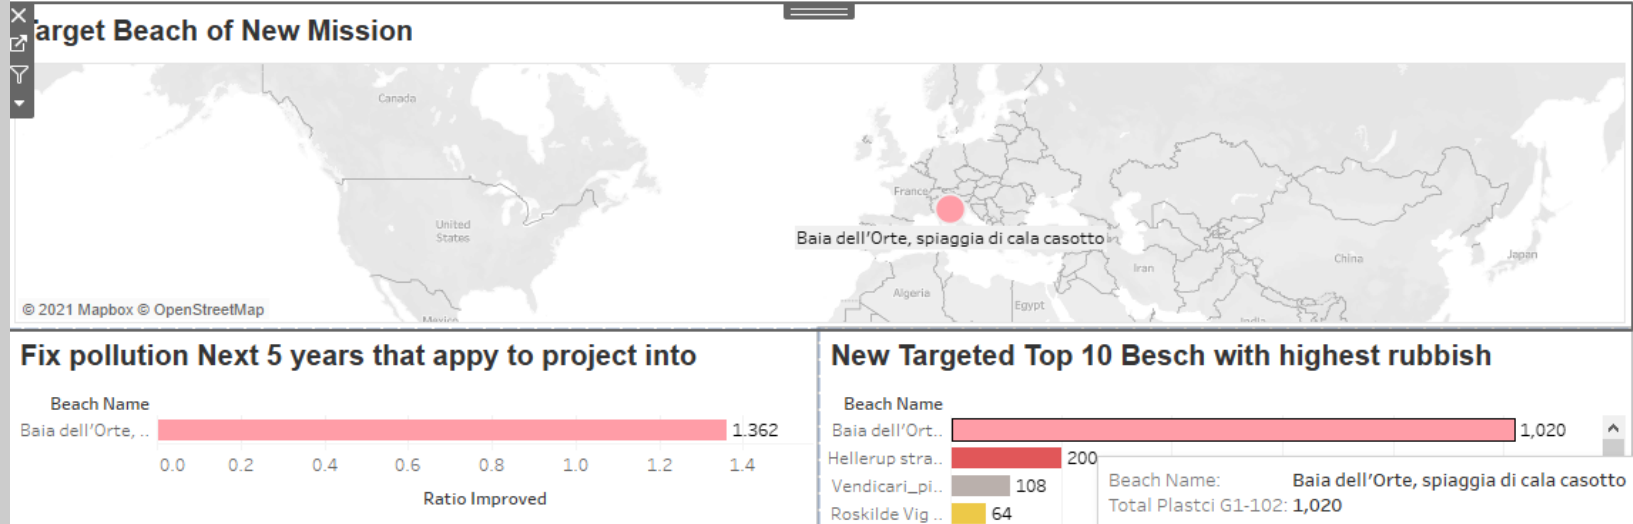 Target Beach of New Mission
Canada
United
States
France
Baia dell'Orte, spiaggia di cala casotto
Algeria
Egypt
Iran
China
Japan
Mexico
India
© 2021 Mapbox © OpenStreetMap
Fix pollution Next 5 years that appy to project into
Beach Name
Baia dell'Orte, ..
1.362
0.0 0.2 0.4 0.6 0.8 1.0 1.2 1.4
Ratio Improved
New Targeted Top 10 Besch with highest rubbish
Beach Name
Baia dell'Ort.. 1,020
Hellerup stra.. 200
Vendicari_pi.. 108
Roskilde Vig .. 64
Beach Name: Baia dell'Orte, spiaggia di cala casotto
Total Plastci G1-102: 1,020